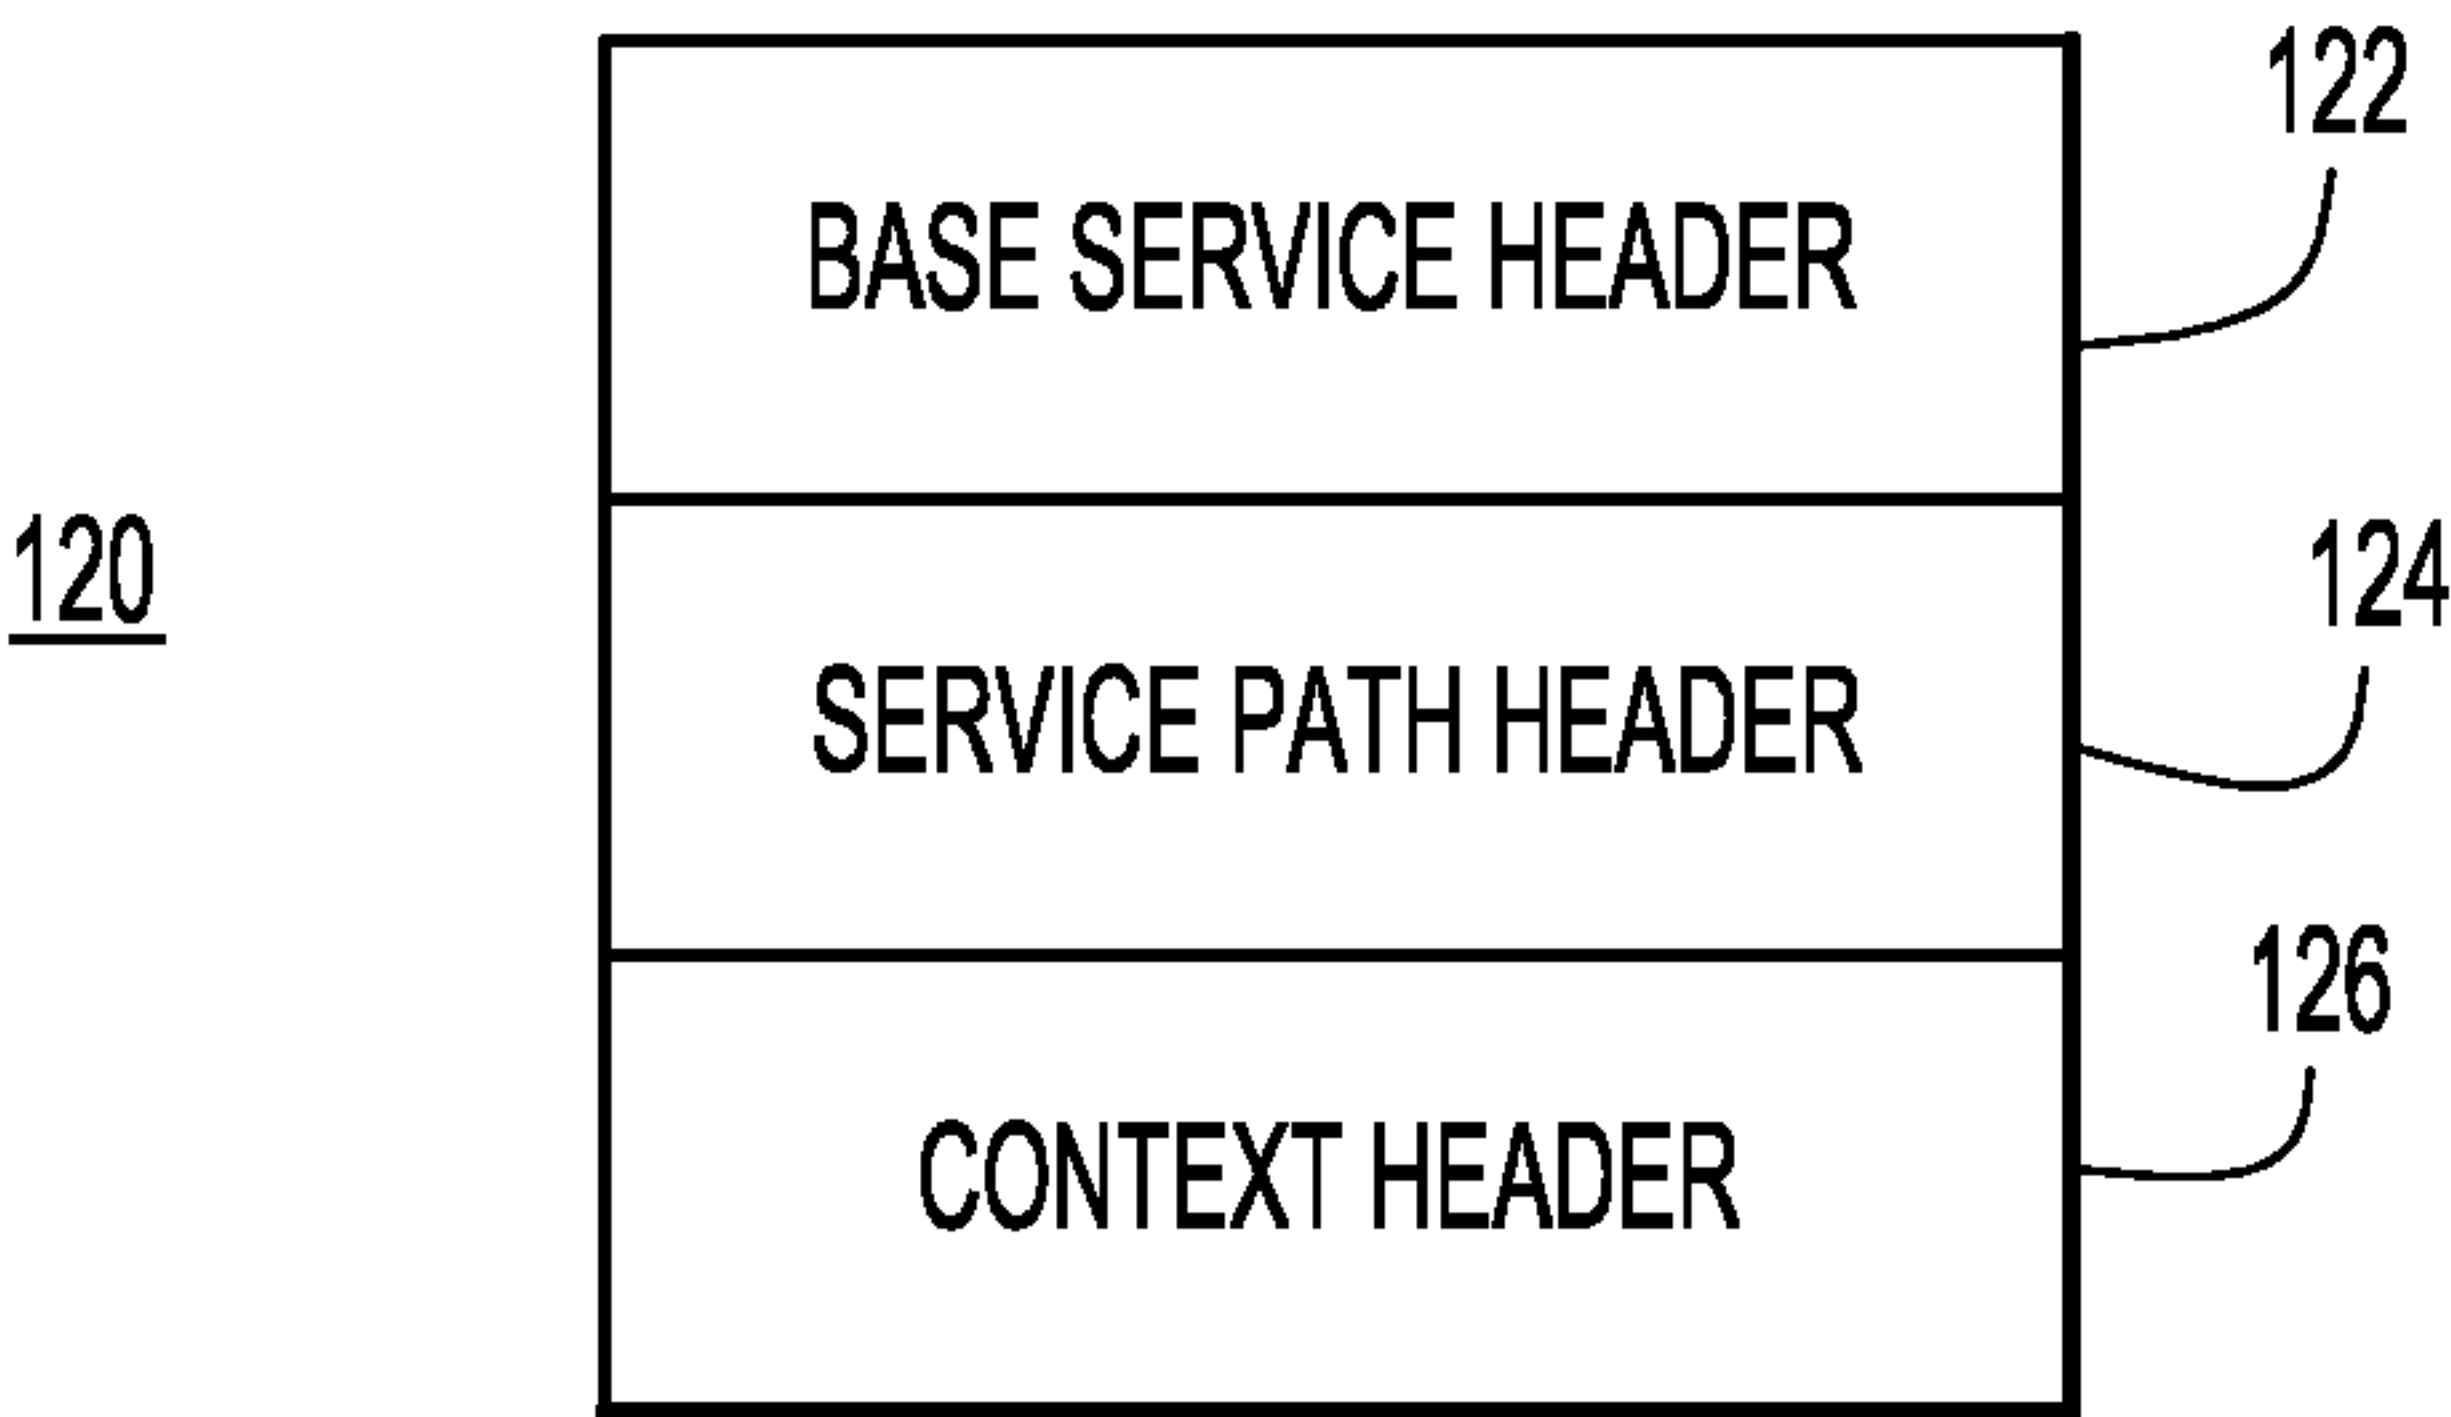 122
BASE SERVICE HEADER
120
124
SERVICE PATH HEADER
126
CONTEXT HEADER